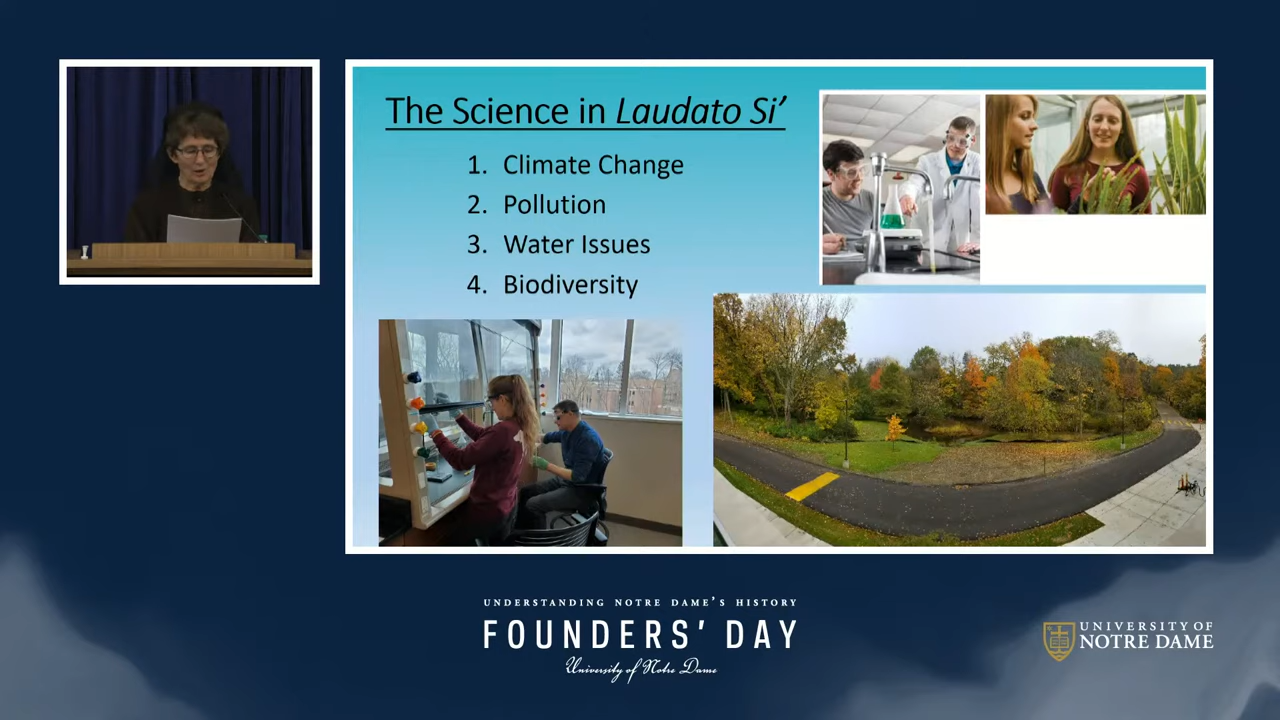 The Science in Laudato Si’
1. Climate Change
2. Pollution
3. Water Issues
4. Biodiversity
UNDERSTANDING NOTRE DAME’S HISTORY
FOUNDERS’ DAY
University of Notre Dame
UNIVERSITY OF
NOTRE DAME